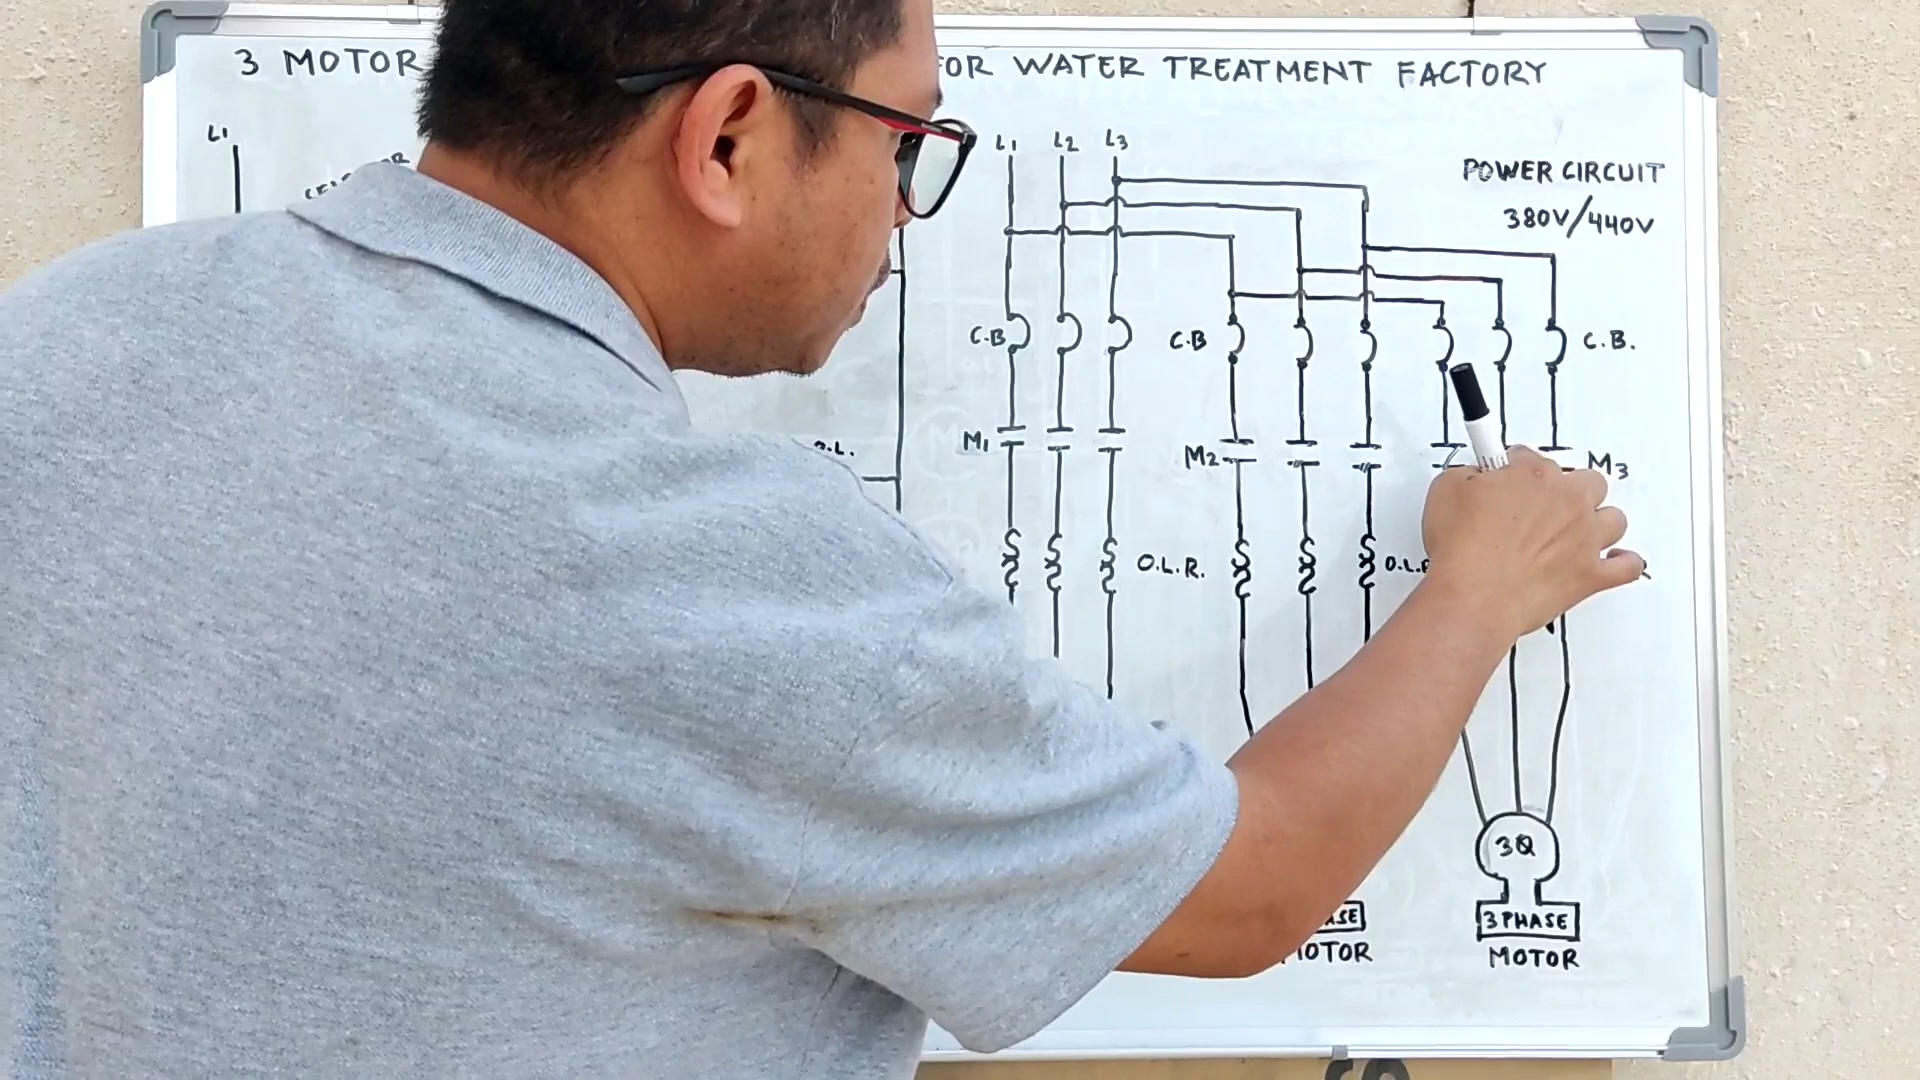 3 MOTOR FOR WATER TREATMENT FACTORY
L1
L1 L2 L3
POWER CIRCUIT
380V/440V
C.B C.B C.B.
O.L.
M1 M2 M3
O.L.R. O.L.R
3Ø
3 PHASE
MOTOR MOTOR